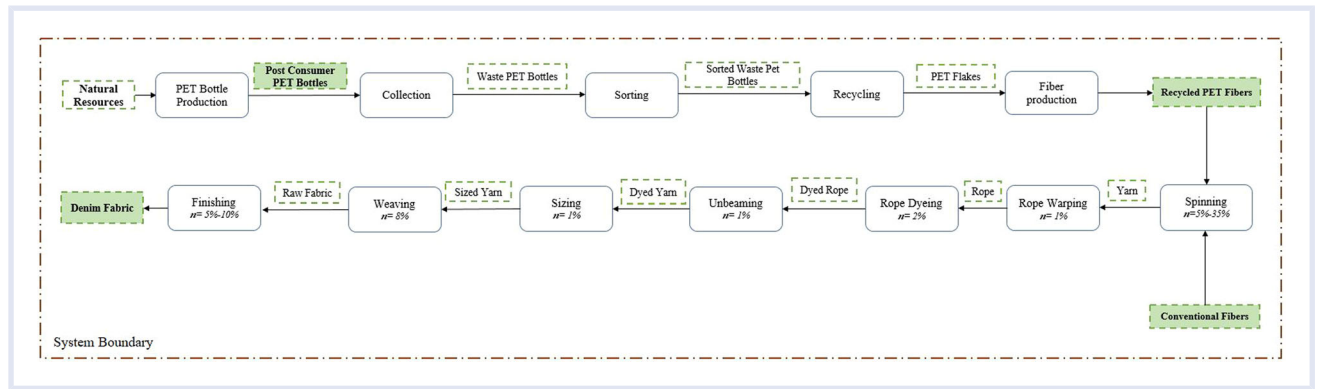 Natural
Resources
PET Bottle
Production
Post Consumer
PET Bottles
Collection
Waste PET Bottles
Sorting
Sorted Waste Pet
Bottles
Recycling
PET Flakes
Fiber
production
Recycled PET Fibers
Denim Fabric
Finishing
n= 5%-10%
Raw Fabric
Weaving
n= 8%
Sized Yarn
Sizing
n= 1%
Dyed Yarn
Unbeaming
n= 1%
Dyed Rope
Rope Dyeing
n= 2%
Rope
Rope Warping
n= 1%
Yarn
Spinning
n=5%-35%
Conventional Fibers
System Boundary